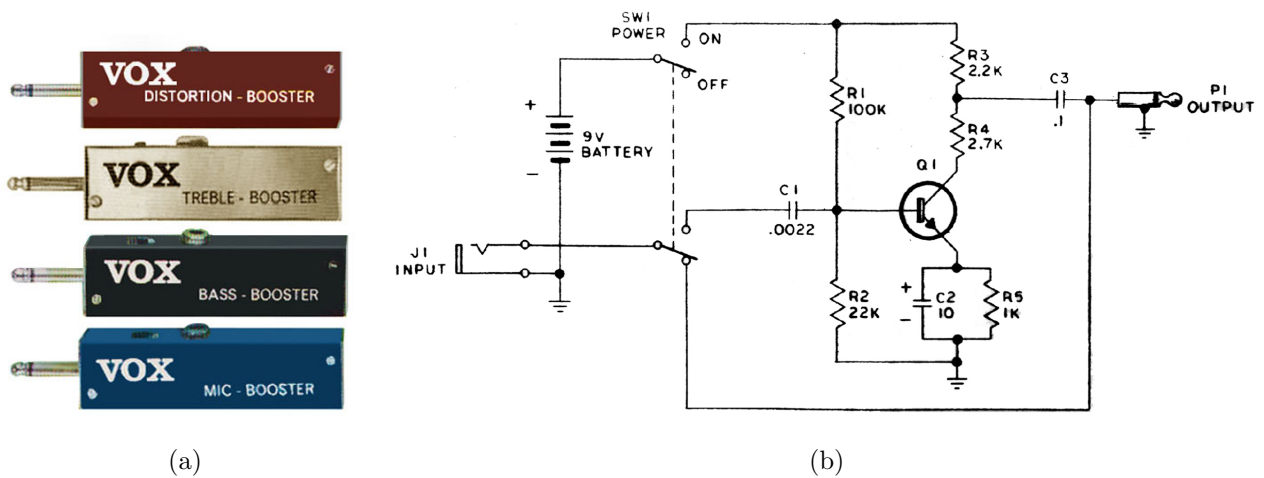 VOX
DISTORTION - BOOSTER
VOX
TREBLE - BOOSTER
VOX
BASS - BOOSTER
VOX
MIC - BOOSTER
(a)
SW1
POWER
ON
OFF
+
9V
BATTERY
−
J1
INPUT
C1
.0022
R1
100K
R2
22K
R3
2.2K
R4
2.7K
Q1
C3
.1
P1
OUTPUT
+
C2
10
−
R5
1K
(b)